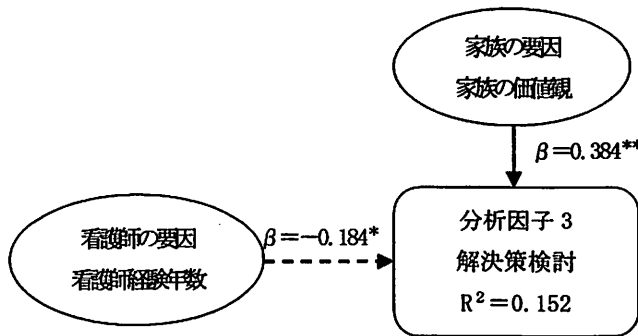 家族の要因
家族の価値観
β=0.384**
看護師の要因
看護師経験年数
β=−0.184*
分析因子3
解決策検討
R²=0.152